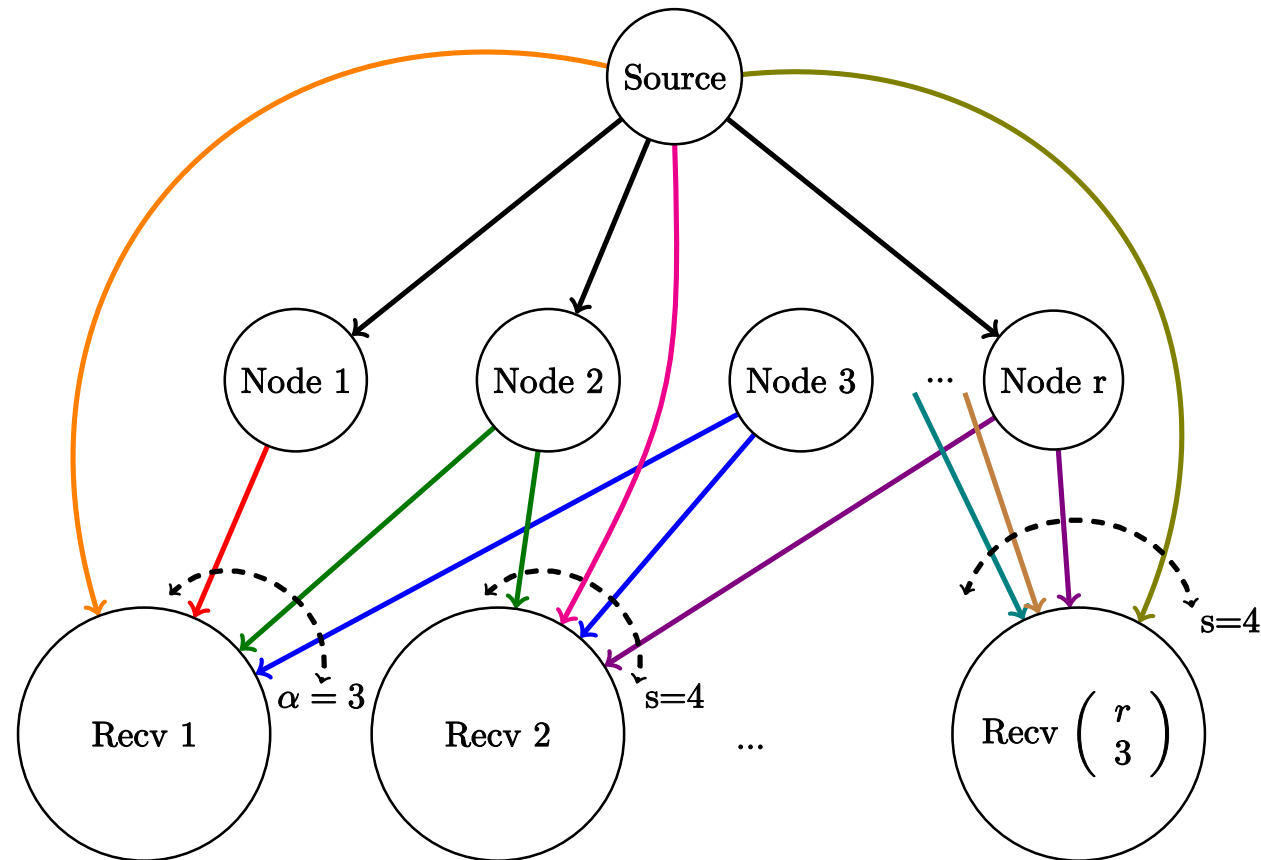 Source
Node 1
Node 2
Node 3
...
Node r
α = 3
s=4
s=4
Recv 1
Recv 2
...
Recv ( r
3 )